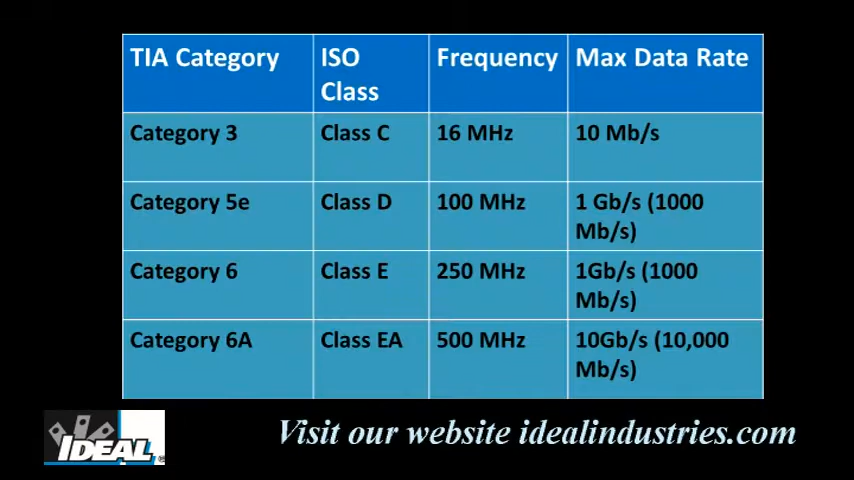 TIA Category ISO Class Frequency Max Data Rate
Category 3 Class C 16 MHz 10 Mb/s
Category 5e Class D 100 MHz 1 Gb/s (1000 Mb/s)
Category 6 Class E 250 MHz 1Gb/s (1000 Mb/s)
Category 6A Class EA 500 MHz 10Gb/s (10,000 Mb/s)
IDEAL®
Visit our website idealindustries.com